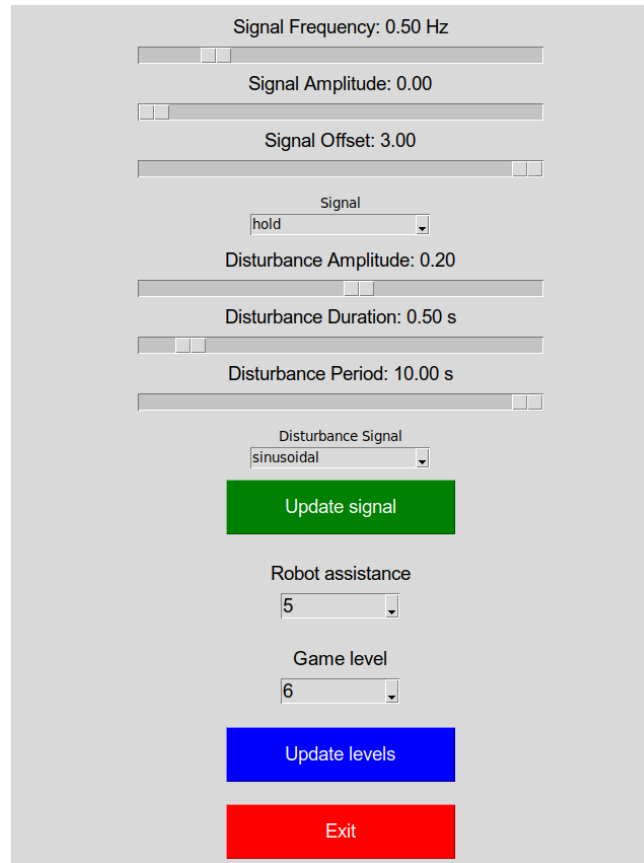 Signal Frequency: 0.50 Hz
Signal Amplitude: 0.00
Signal Offset: 3.00
Signal
hold
Disturbance Amplitude: 0.20
Disturbance Duration: 0.50 s
Disturbance Period: 10.00 s
Disturbance Signal
sinusoidal
Update signal
Robot assistance
5
Game level
6
Update levels
Exit